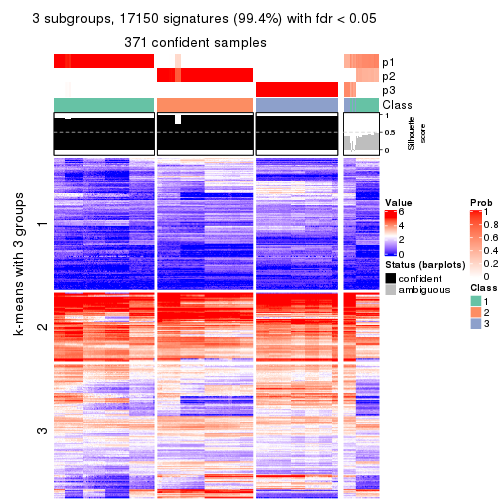 3 subgroups, 17150 signatures (99.4%) with fdr < 0.05
371 confident samples
p1
p2
p3
Class
1
0.5
0
Silhouette
score
k-means with 3 groups
1
2
3
Value
6
4
2
0
Status (barplots)
confident
ambiguous
Prob
1
0.8
0.6
0.4
0.2
0
Class
1
2
3